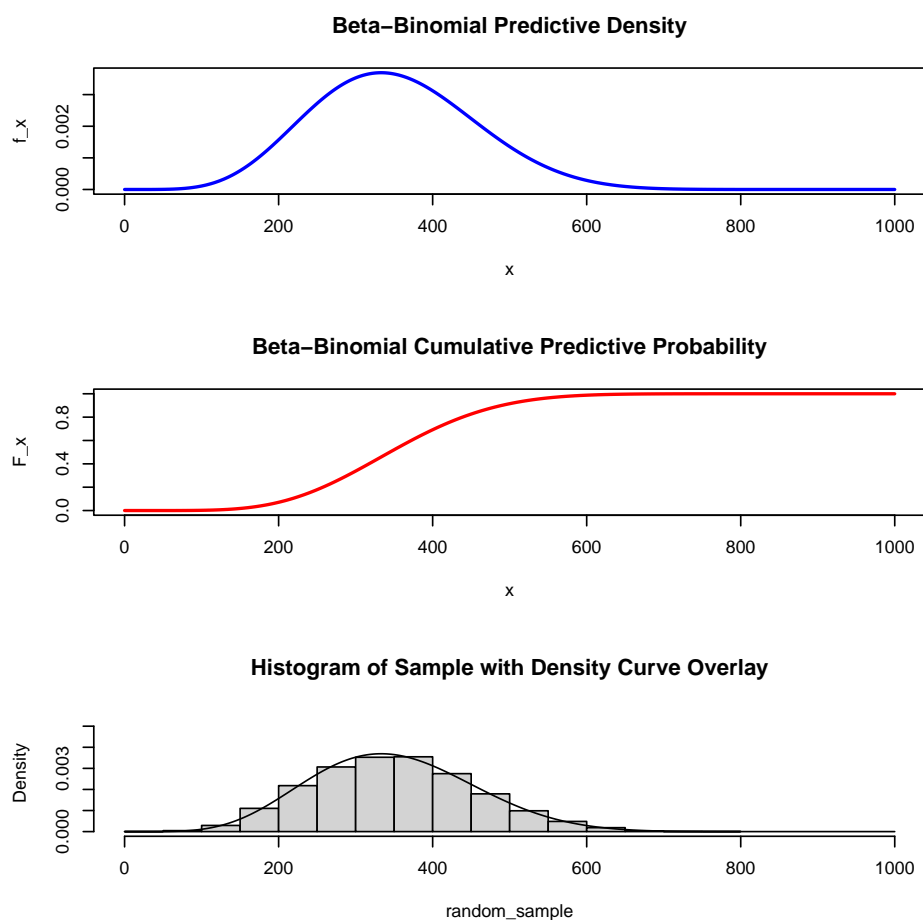 Beta−Binomial Predictive Density
f_x
0.000
0.002
0
200
400
600
800
1000
x
Beta−Binomial Cumulative Predictive Probability
F_x
0.0
0.4
0.8
0
200
400
600
800
1000
x
Histogram of Sample with Density Curve Overlay
Density
0.000
0.003
0
200
400
600
800
1000
random_sample